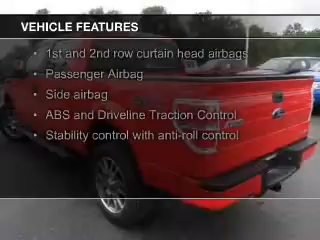 VEHICLE FEATURES
• 1st and 2nd row curtain head airbags
• Passenger Airbag
• Side airbag
• ABS and Driveline Traction Control
• Stability control with anti-roll control